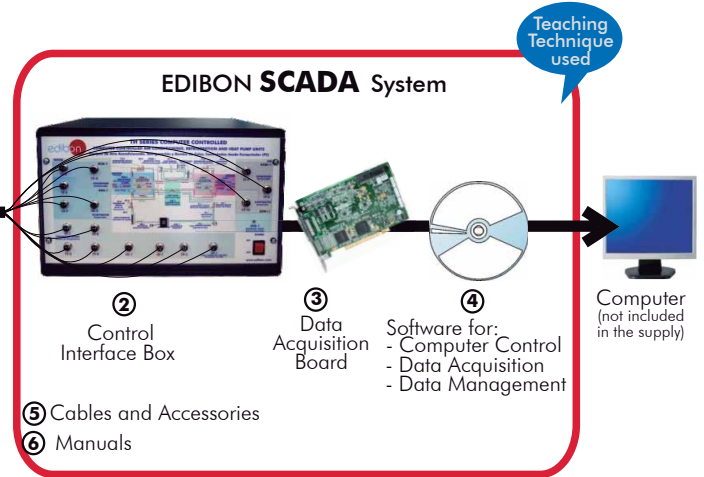 Teaching
Technique
used
EDIBON SCADA System
edibon
TH SERIES COMPUTER CONTROLLED
2
Control
Interface Box
3
Data
Acquisition
Board
4
Software for:
- Computer Control
- Data Acquisition
- Data Management
Computer
(not included
in the supply)
5 Cables and Accessories
6 Manuals